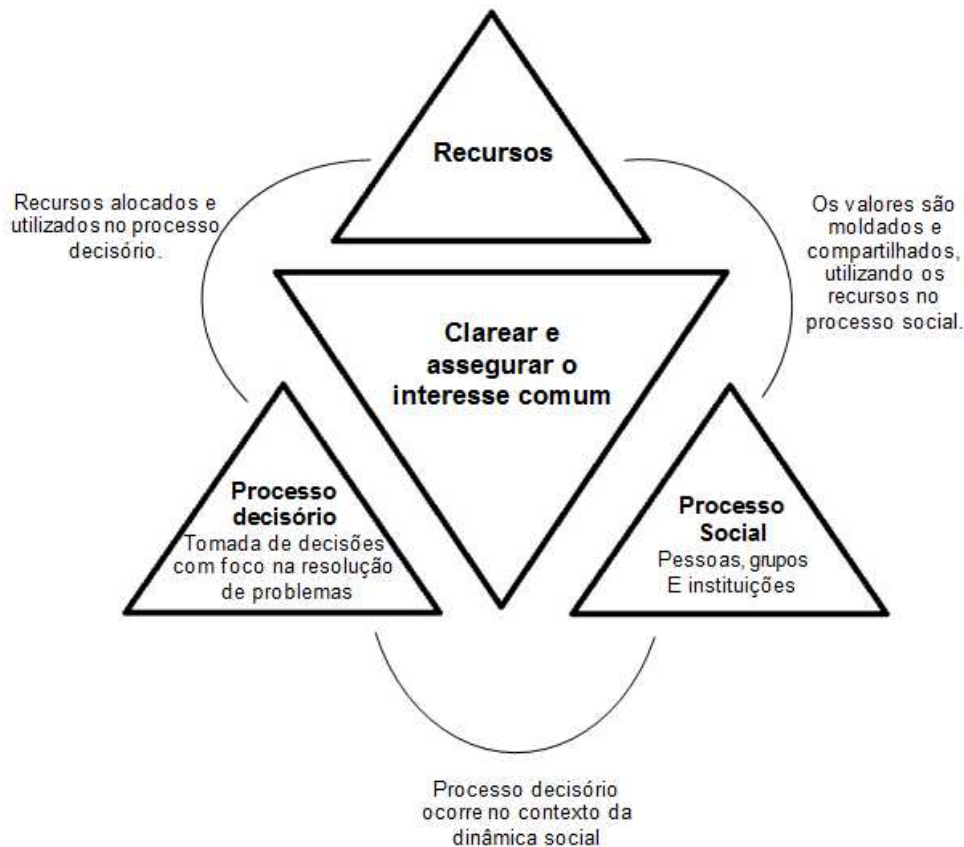 Recursos
Recursos alocados e
utilizados no processo
decisório.
Os valores são
moldados e
compartilhados,
utilizando os
recursos no
processo social.
Clarear e
assegurar o
interesse comum
Processo
decisório
Tomada de decisões
com foco na resolução
de problemas
Processo
Social
Pessoas, grupos
E instituições
Processo decisório
ocorre no contexto da
dinâmica social